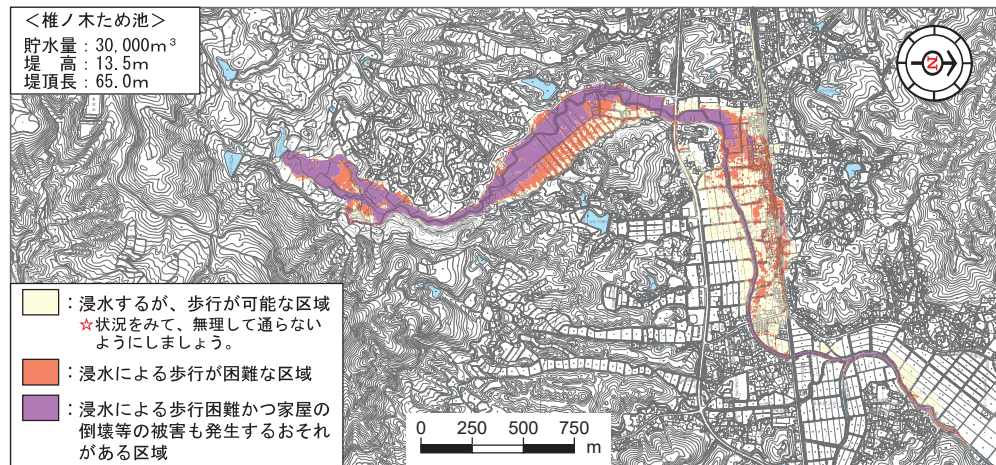 <椎ノ木ため池>
貯水量：30,000m³
堤　高：13.5m
堤頂長：65.0m
N
：浸水するが、歩行が可能な区域
☆状況をみて、無理して通らない
ようにしましょう。
：浸水による歩行が困難な区域
：浸水による歩行困難かつ家屋の
倒壊等の被害も発生するおそれ
がある区域
0 250 500 750
m